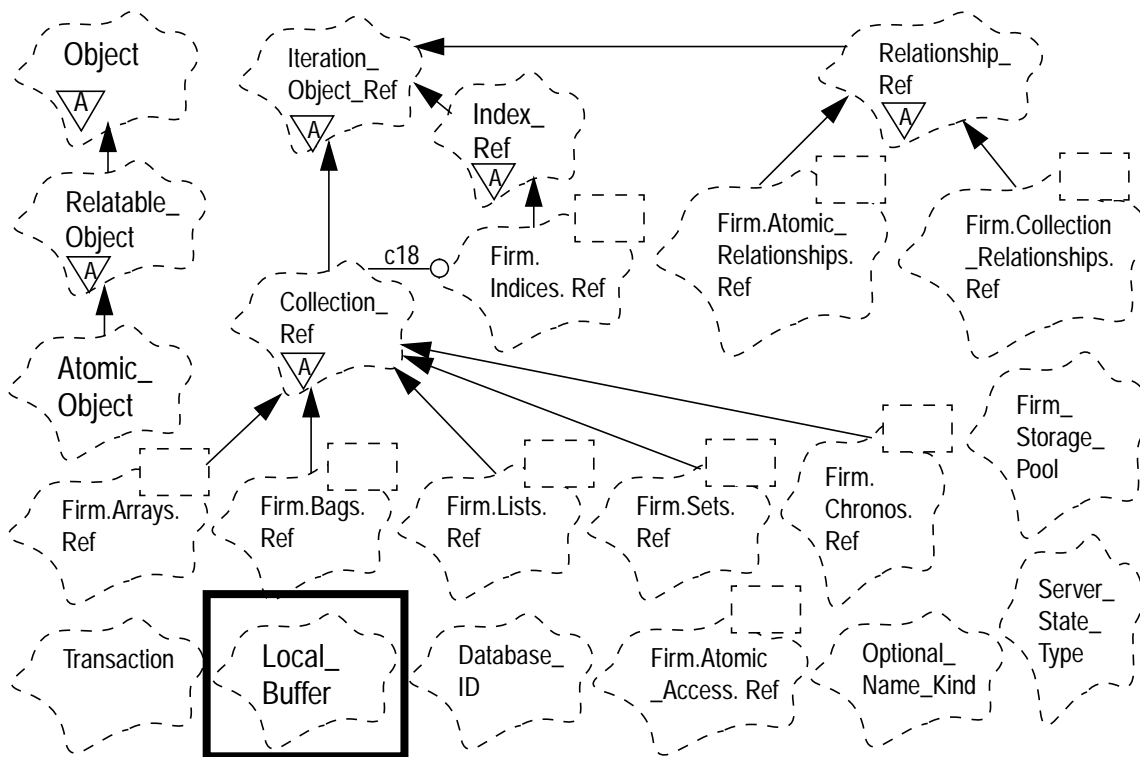 Object
A
Iteration_
Object_Ref
A
Relationship_
Ref
A
Index_
Ref
A
Relatable_
Object
A
Firm.Atomic
_Relationships.
Ref
Firm.Collection
_Relationships.
Ref
c18
Firm.
Indices. Ref
Collection_
Ref
A
Atomic_
Object
Firm_
Storage_
Pool
Firm.Arrays.
Ref
Firm.Bags.
Ref
Firm.Lists.
Ref
Firm.Sets.
Ref
Firm.
Chronos.
Ref
Server_
State_
Type
Transaction
Local_
Buffer
Database_
ID
Firm.Atomic
_Access. Ref
Optional_
Name_Kind